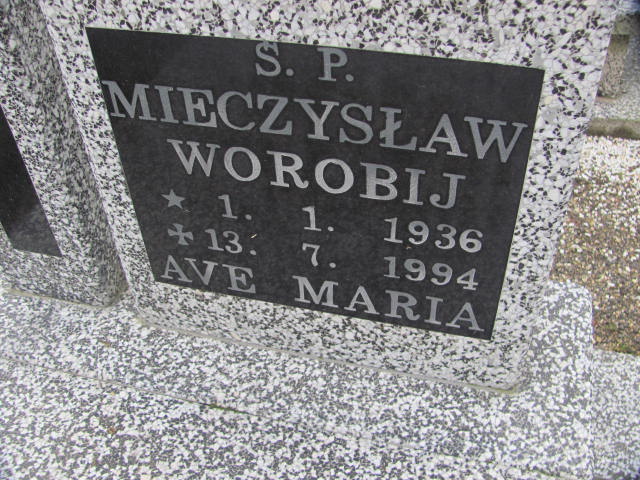 Ś. P.
MIECZYSŁAW
WOROBIJ
1. 1. 1936
13. 7. 1994
AVE MARIA